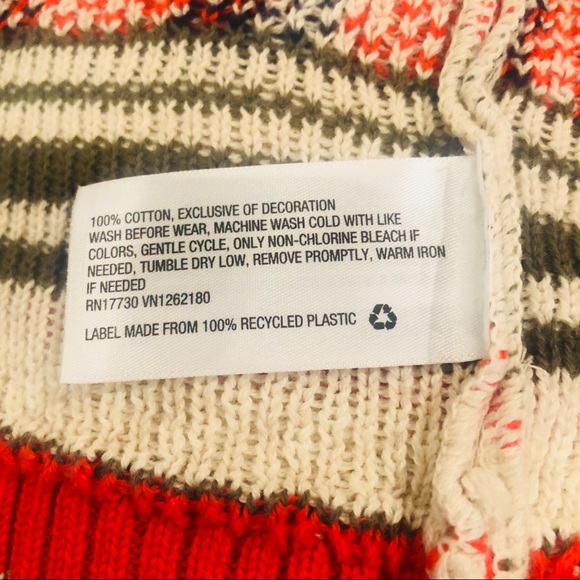 100% COTTON, EXCLUSIVE OF DECORATION
WASH BEFORE WEAR, MACHINE WASH COLD WITH LIKE
COLORS, GENTLE CYCLE, ONLY NON-CHLORINE BLEACH IF
NEEDED, TUMBLE DRY LOW, REMOVE PROMPTLY, WARM IRON
IF NEEDED
RN17730 VN1262180
LABEL MADE FROM 100% RECYCLED PLASTIC